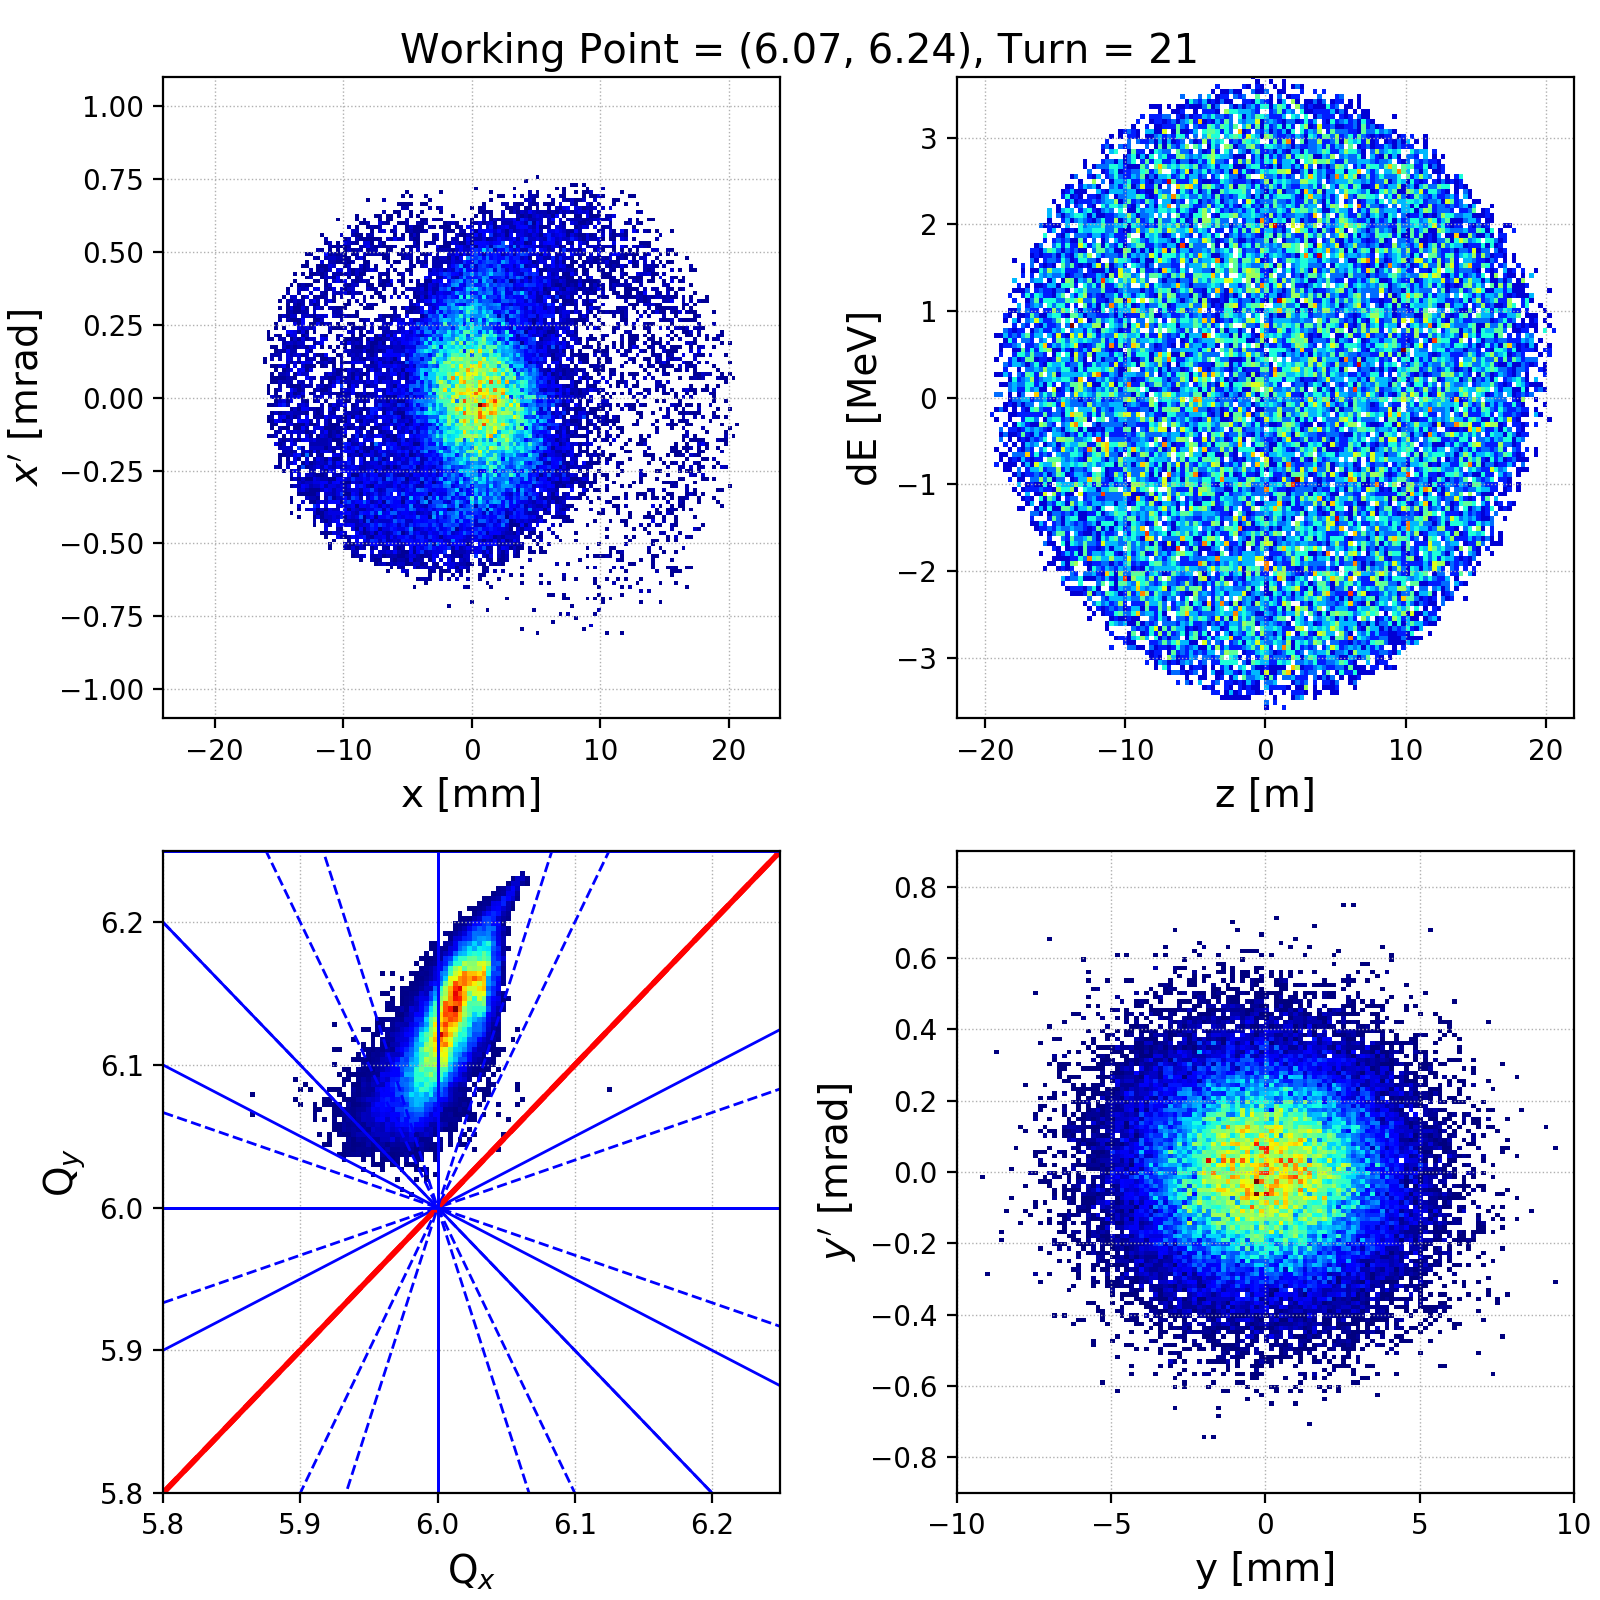 Working Point = (6.07, 6.24), Turn = 21
1.00
0.75
0.50
0.25
0.00
−0.25
−0.50
−0.75
−1.00
x′ [mrad]
−20 −10 0 10 20
x [mm]
3
2
1
0
−1
−2
−3
dE [MeV]
−20 −10 0 10 20
z [m]
6.2
6.1
6.0
5.9
5.8
Qy
5.8 5.9 6.0 6.1 6.2
Qx
0.8
0.6
0.4
0.2
0.0
−0.2
−0.4
−0.6
−0.8
y′ [mrad]
−10 −5 0 5 10
y [mm]